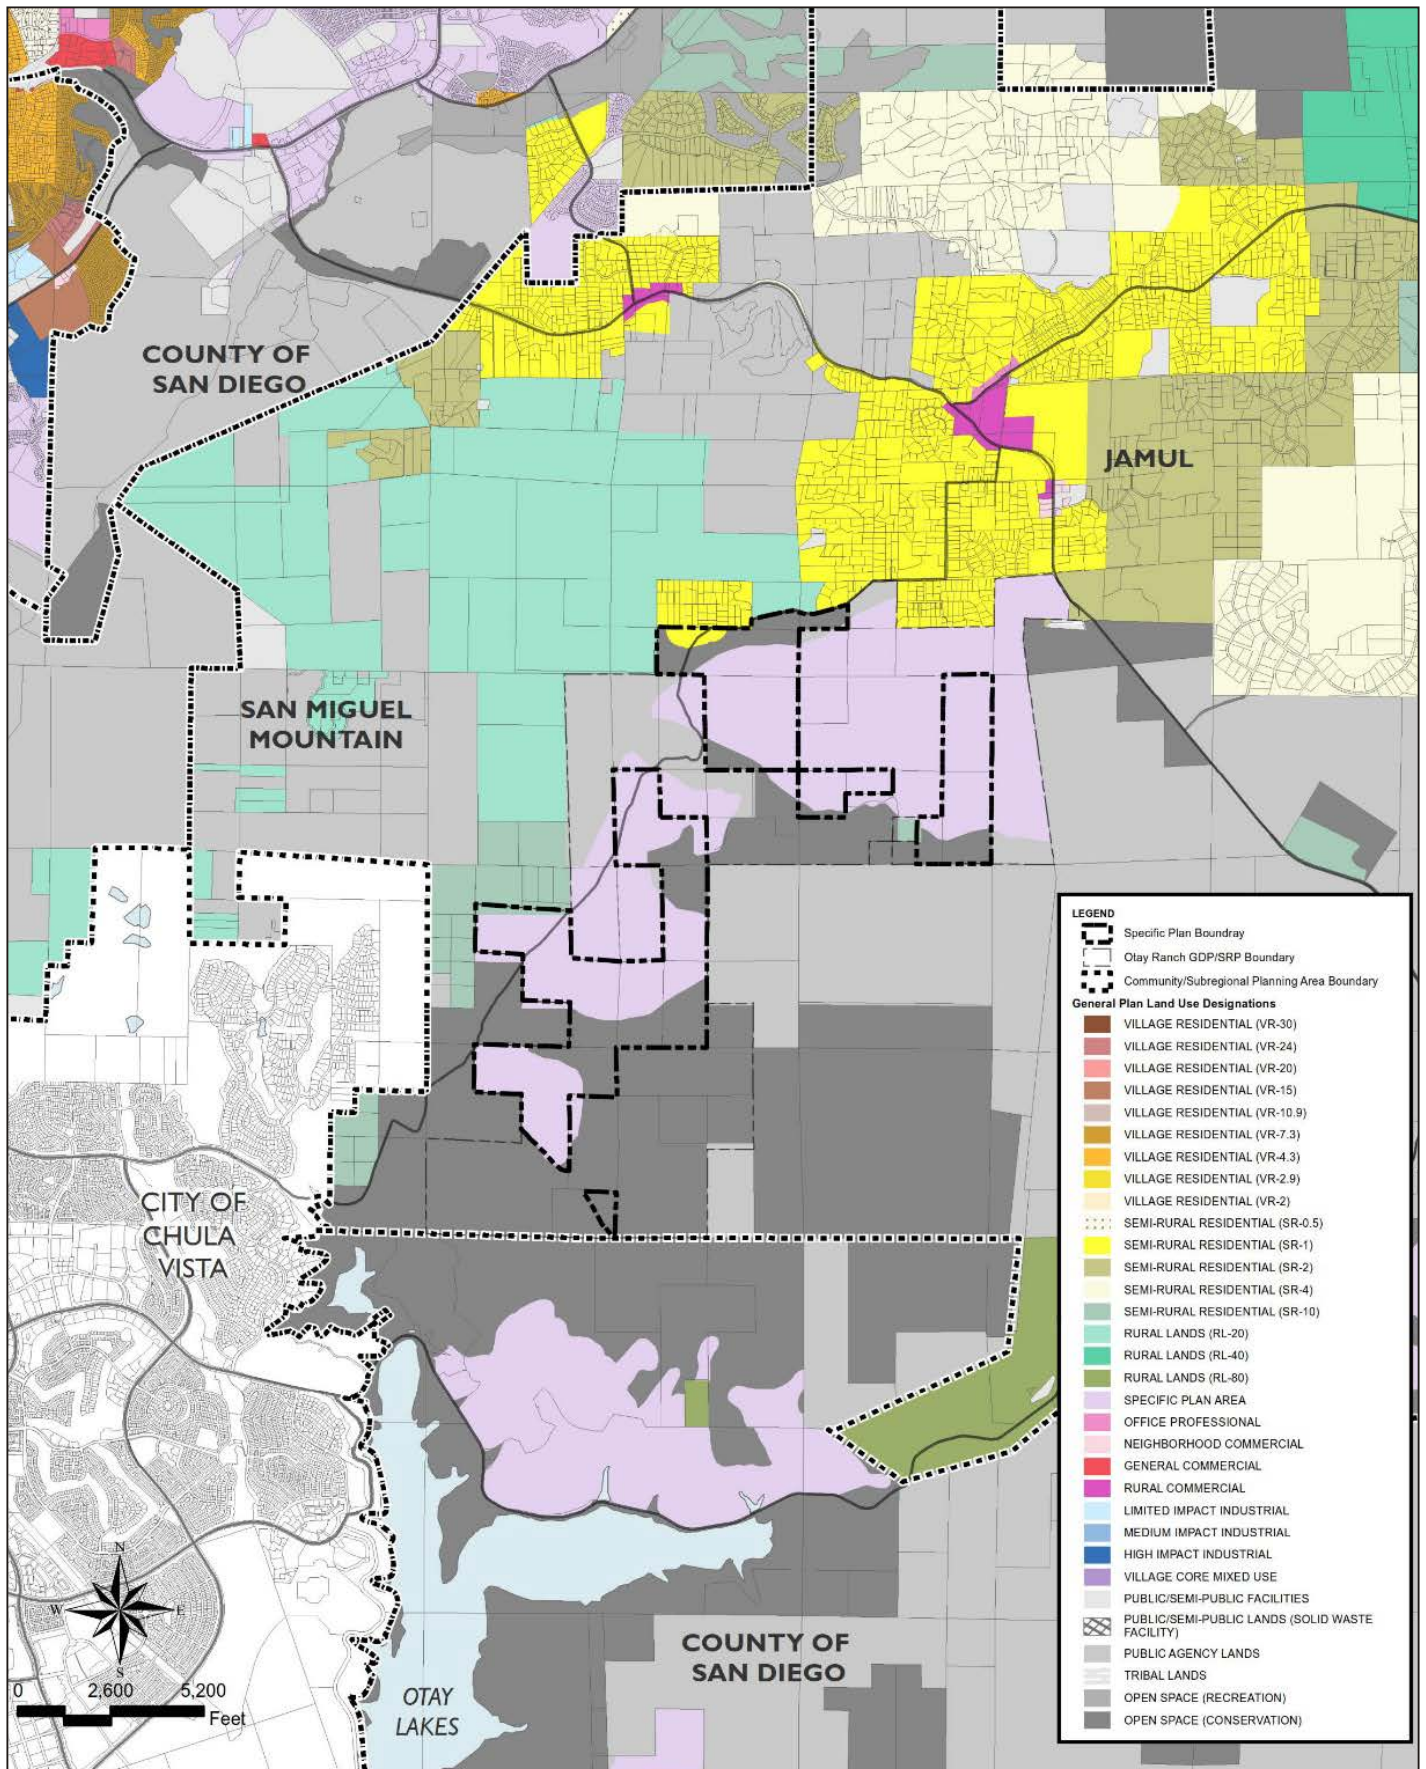 COUNTY OF
SAN DIEGO
JAMUL
SAN MIGUEL
MOUNTAIN
LEGEND
Specific Plan Boundray
Otay Ranch GDP/SRP Boundary
Community/Subregional Planning Area Boundary
General Plan Land Use Designations
VILLAGE RESIDENTIAL (VR-30)
VILLAGE RESIDENTIAL (VR-24)
VILLAGE RESIDENTIAL (VR-20)
VILLAGE RESIDENTIAL (VR-15)
VILLAGE RESIDENTIAL (VR-10.9)
VILLAGE RESIDENTIAL (VR-7.3)
VILLAGE RESIDENTIAL (VR-4.3)
VILLAGE RESIDENTIAL (VR-2.9)
VILLAGE RESIDENTIAL (VR-2)
SEMI-RURAL RESIDENTIAL (SR-0.5)
SEMI-RURAL RESIDENTIAL (SR-1)
SEMI-RURAL RESIDENTIAL (SR-2)
SEMI-RURAL RESIDENTIAL (SR-4)
SEMI-RURAL RESIDENTIAL (SR-10)
RURAL LANDS (RL-20)
RURAL LANDS (RL-40)
RURAL LANDS (RL-80)
SPECIFIC PLAN AREA
OFFICE PROFESSIONAL
NEIGHBORHOOD COMMERCIAL
GENERAL COMMERCIAL
RURAL COMMERCIAL
LIMITED IMPACT INDUSTRIAL
MEDIUM IMPACT INDUSTRIAL
HIGH IMPACT INDUSTRIAL
VILLAGE CORE MIXED USE
PUBLIC/SEMI-PUBLIC FACILITIES
PUBLIC/SEMI-PUBLIC LANDS (SOLID WASTE
FACILITY)
PUBLIC AGENCY LANDS
TRIBAL LANDS
OPEN SPACE (RECREATION)
OPEN SPACE (CONSERVATION)
CITY OF
CHULA
VISTA
N
W E
S
0 2,600 5,200
Feet
COUNTY OF
SAN DIEGO
OTAY
LAKES